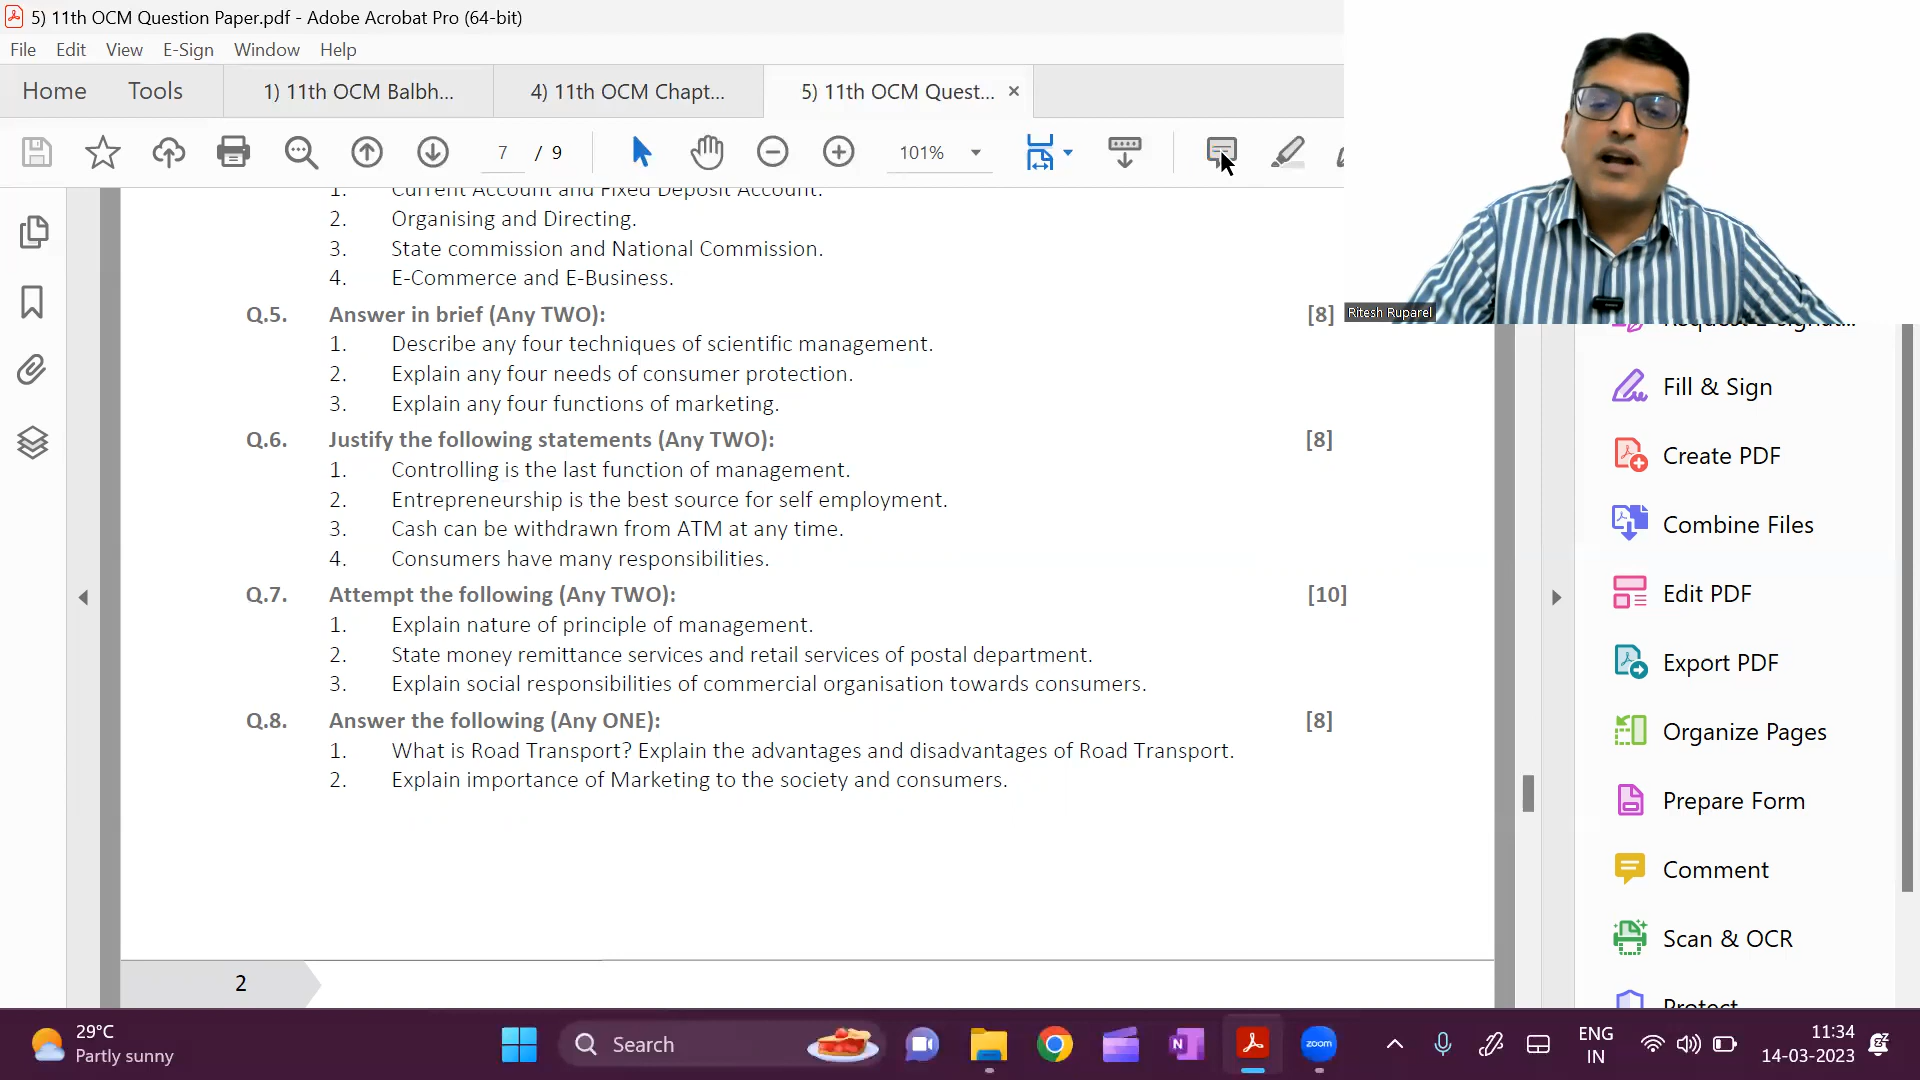 5) 11th OCM Question Paper.pdf - Adobe Acrobat Pro (64-bit)
File Edit View E-Sign Window Help
Home Tools 1) 11th OCM Balbh... 4) 11th OCM Chapt... 5) 11th OCM Quest... ×
7 / 9 101%
1. Current Account and Fixed Deposit Account.
2. Organising and Directing.
3. State commission and National Commission.
4. E-Commerce and E-Business.
Q.5. Answer in brief (Any TWO): [8]
Ritesh Ruparel
1. Describe any four techniques of scientific management.
2. Explain any four needs of consumer protection.
3. Explain any four functions of marketing.
Q.6. Justify the following statements (Any TWO): [8]
1. Controlling is the last function of management.
2. Entrepreneurship is the best source for self employment.
3. Cash can be withdrawn from ATM at any time.
4. Consumers have many responsibilities.
Q.7. Attempt the following (Any TWO): [10]
1. Explain nature of principle of management.
2. State money remittance services and retail services of postal department.
3. Explain social responsibilities of commercial organisation towards consumers.
Q.8. Answer the following (Any ONE): [8]
1. What is Road Transport? Explain the advantages and disadvantages of Road Transport.
2. Explain importance of Marketing to the society and consumers.
2
Fill & Sign
Create PDF
Combine Files
Edit PDF
Export PDF
Organize Pages
Prepare Form
Comment
Scan & OCR
Protect
29°C
Partly sunny
Search
zoom
ENG
IN
11:34
14-03-2023